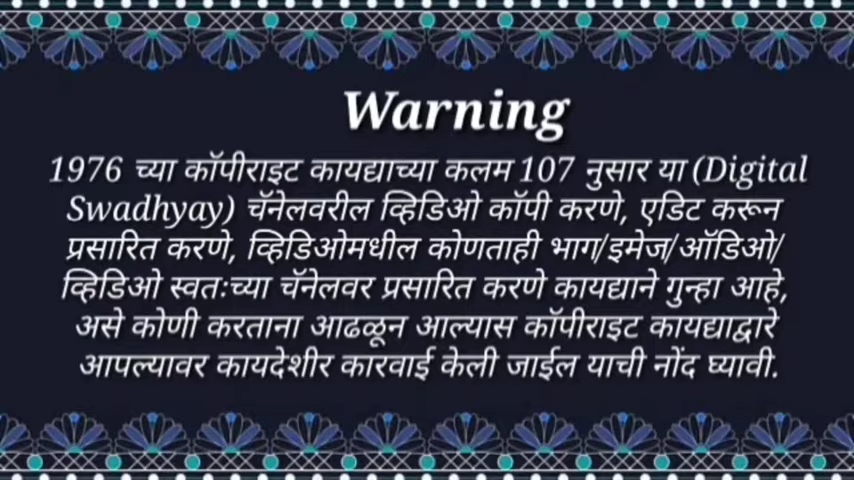 Warning
1976 च्या कॉपीराइट कायद्याच्या कलम 107 नुसार या (Digital
Swadhyay) चॅनेलवरील व्हिडिओ कॉपी करणे, एडिट करून
प्रसारित करणे, व्हिडिओमधील कोणताही भाग/इमेज/ऑडिओ/
व्हिडिओ स्वतःच्या चॅनेलवर प्रसारित करणे कायद्याने गुन्हा आहे,
असे कोणी करताना आढळून आल्यास कॉपीराइट कायद्याद्वारे
आपल्यावर कायदेशीर कारवाई केली जाईल याची नोंद घ्यावी.